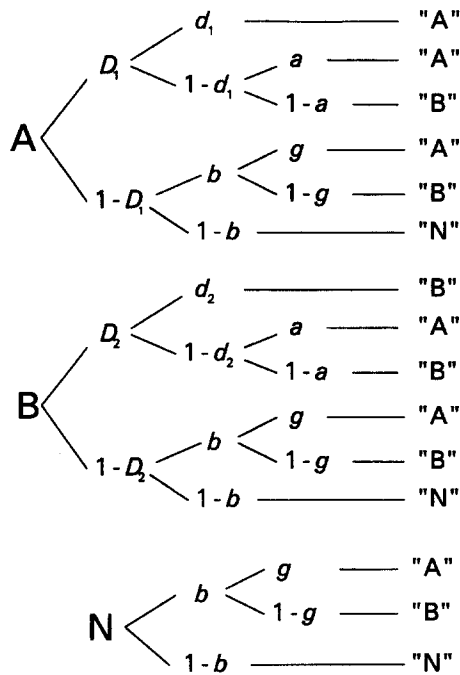 d₁ "A"
D₁ a "A"
1-d₁
1-a "B"
A
g "A"
b
1-D₁ 1-g "B"
1-b "N"
d₂ "B"
D₂ a "A"
1-d₂
1-a "B"
B
g "A"
b
1-D₂ 1-g "B"
1-b "N"
g "A"
b
N 1-g "B"
1-b "N"